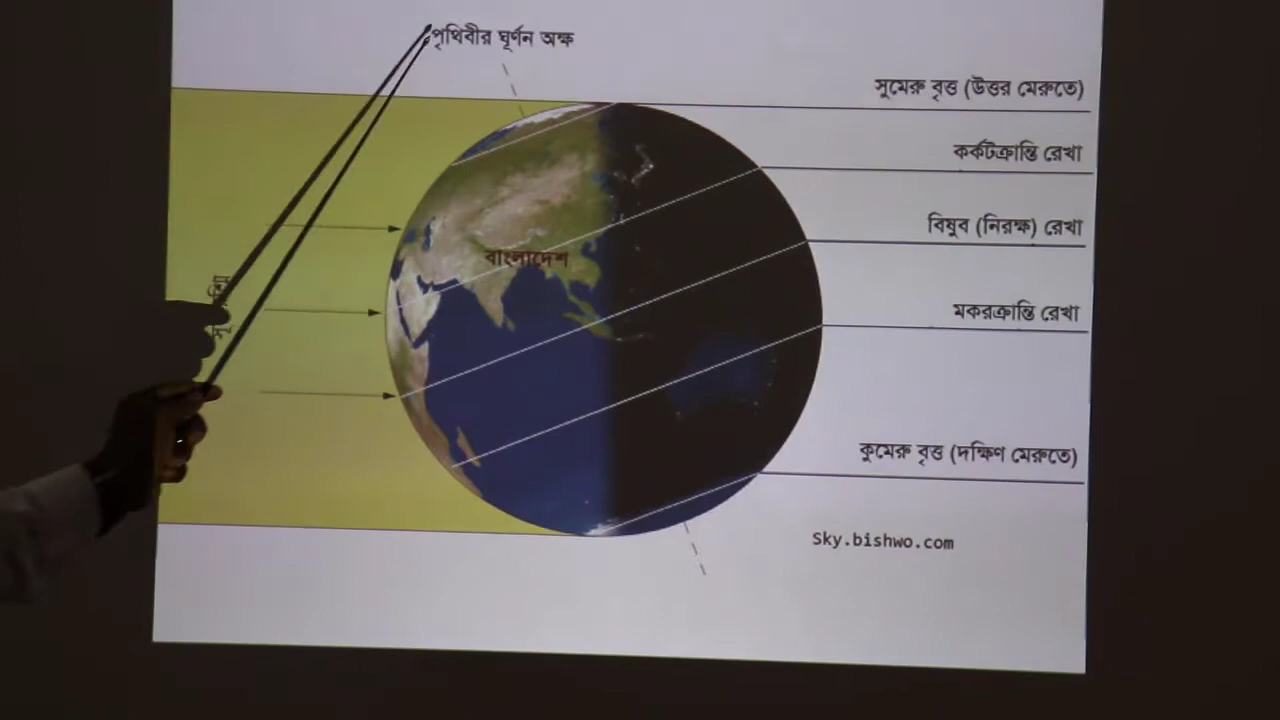 পৃথিবীর ঘূর্ণন অক্ষ
সুমেরু বৃত্ত (উত্তর মেরুতে)
কর্কটক্রান্তি রেখা
বিষুব (নিরক্ষ) রেখা
বাংলাদেশ
মকরক্রান্তি রেখা
কুমেরু বৃত্ত (দক্ষিণ মেরুতে)
Sky.bishwo.com